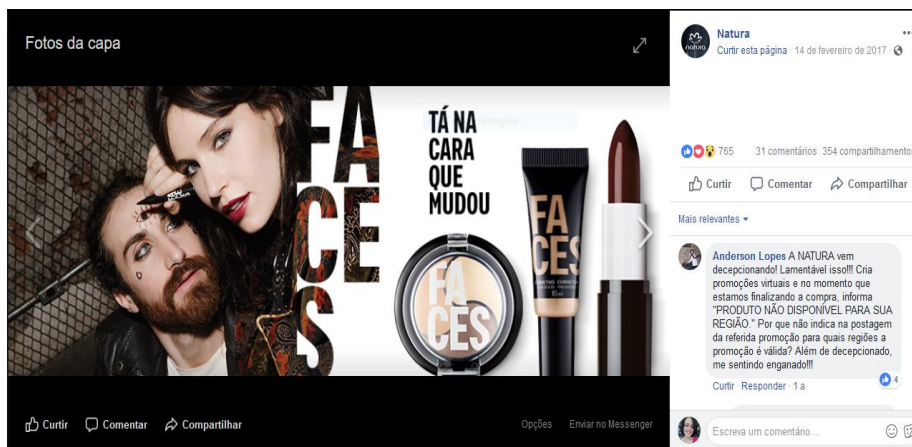 Fotos da capa
FA
CE
S
TÁ NA
CARA
QUE
MUDOU
FA
CES
FA
CES
10 ml
Curtir Comentar Compartilhar
Opções Enviar no Messenger
natura
Natura
Curtir esta página · 14 de fevereiro de 2017 ·
765 31 comentários 354 compartilhamento
Curtir Comentar Compartilhar
Mais relevantes
Anderson Lopes A NATURA vem
decepcionando! Lamentável isso!!! Cria
promoções virtuais e no momento que
estamos finalizando a compra, informa
"PRODUTO NÃO DISPONÍVEL PARA SUA
REGIÃO." Por que não indica na postagem
da referida promoção para quais regiões a
promoção é válida? Além de decepcionado,
me sentindo enganado!!!
Curtir · Responder · 1 a
4
Escreva um comentário...